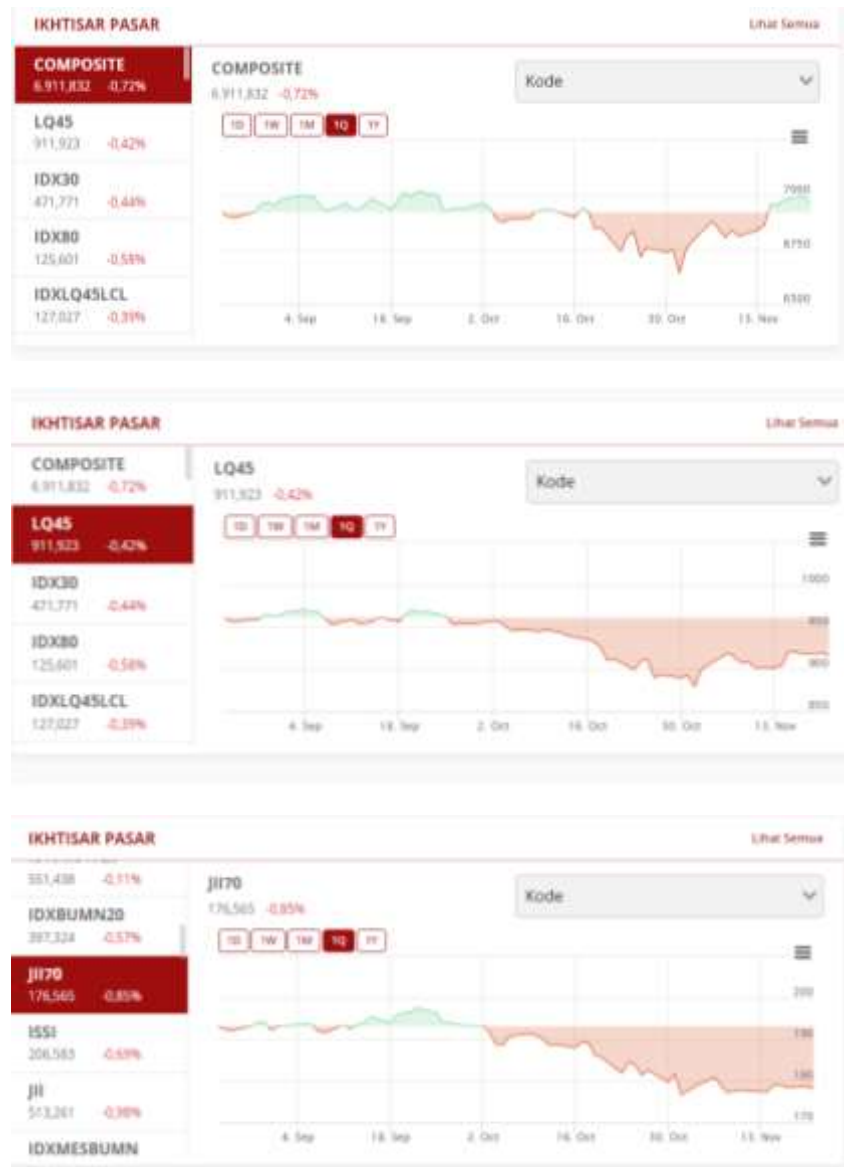 IKHTISAR PASAR
Lihat Semua
COMPOSITE
6.911,832 -0,72%
LQ45
911,923 -0,42%
IDX30
471,771 -0,44%
IDX80
125,601 -0,58%
IDXLQ45LCL
127,027 -0,39%
COMPOSITE
6.911,832 -0,72%
Kode
1D 1W 1M 1Q 1Y
7000
6750
6500
4. Sep 18. Sep 2. Oct 16. Oct 30. Oct 13. Nov
IKHTISAR PASAR
Lihat Semua
COMPOSITE
6.911,832 -0,72%
LQ45
911,923 -0,42%
IDX30
471,771 -0,44%
IDX80
125,601 -0,58%
IDXLQ45LCL
127,027 -0,39%
LQ45
911,923 -0,42%
Kode
1D 1W 1M 1Q 1Y
1000
950
900
850
4. Sep 18. Sep 2. Oct 16. Oct 30. Oct 13. Nov
IKHTISAR PASAR
Lihat Semua
551,438 -0,11%
IDXBUMN20
397,324 -0,57%
JII70
176,565 -0,85%
ISSI
206,583 -0,69%
JII
513,261 -0,98%
IDXMESBUMN
JII70
176,565 -0,85%
Kode
1D 1W 1M 1Q 1Y
200
190
180
170
4. Sep 18. Sep 2. Oct 16. Oct 30. Oct 13. Nov